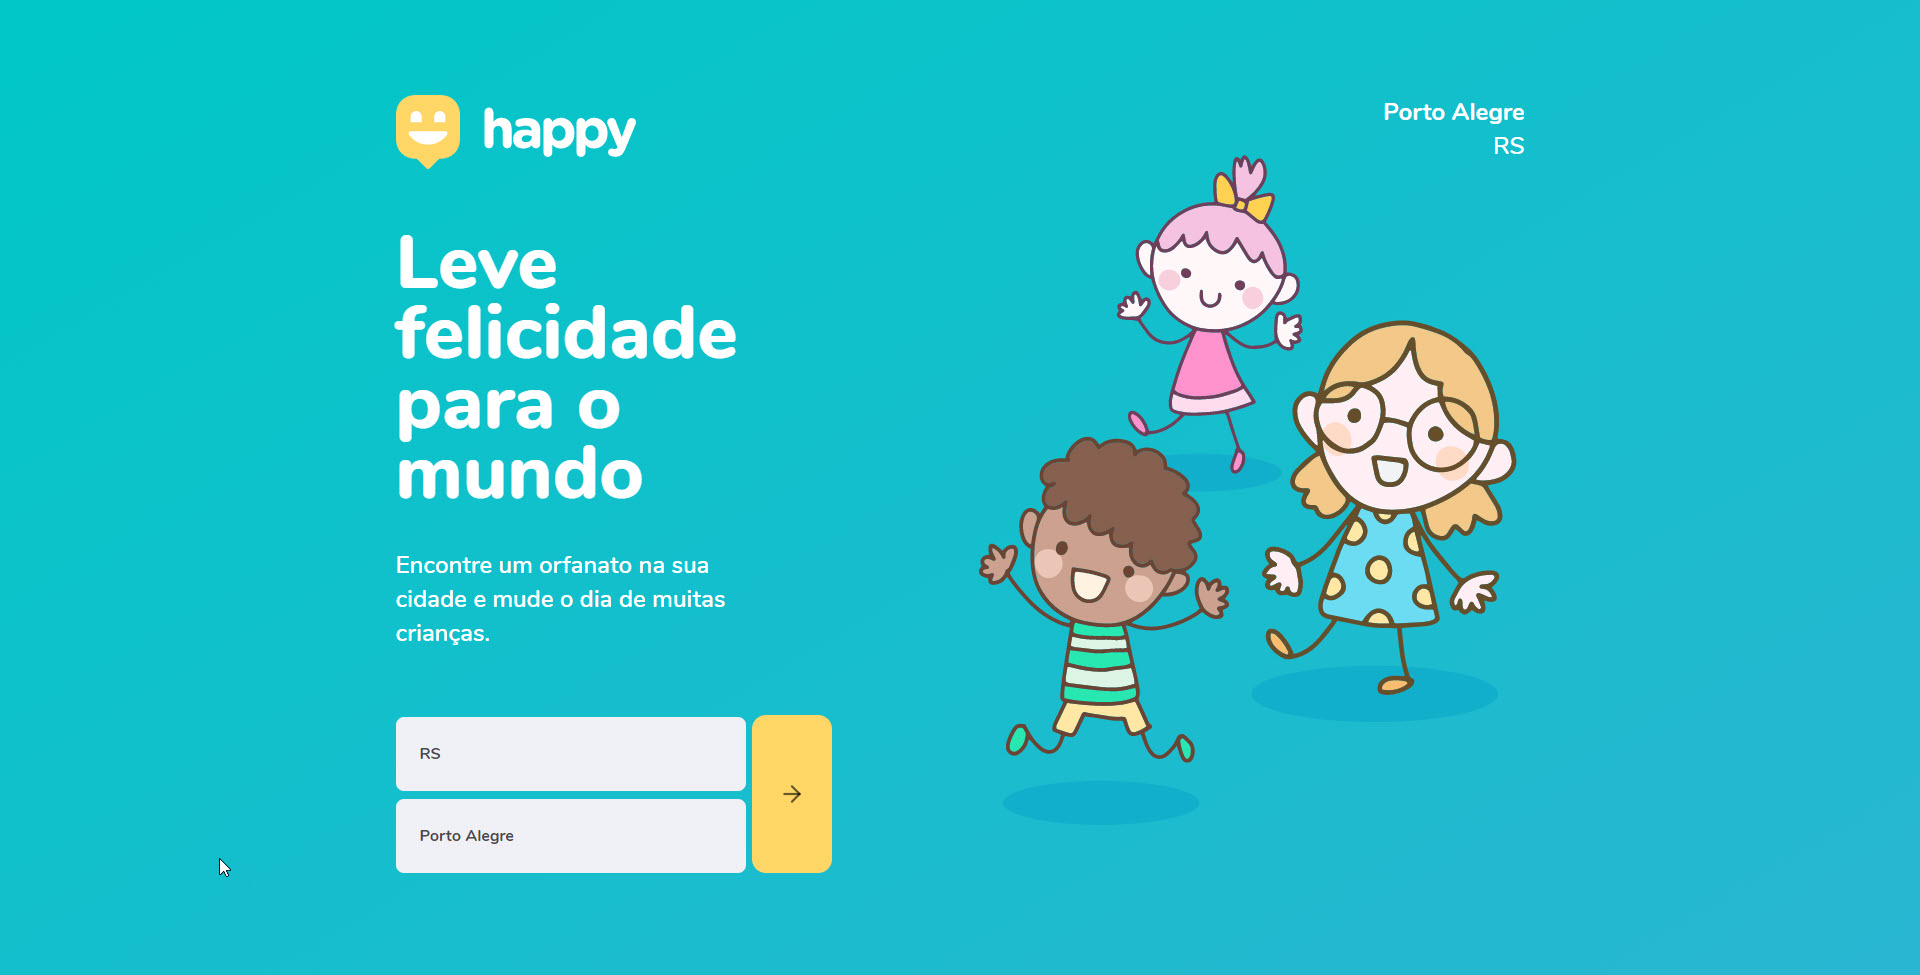 happy
Porto Alegre
RS
Leve
felicidade
para o
mundo
Encontre um orfanato na sua
cidade e mude o dia de muitas
crianças.
RS
Porto Alegre